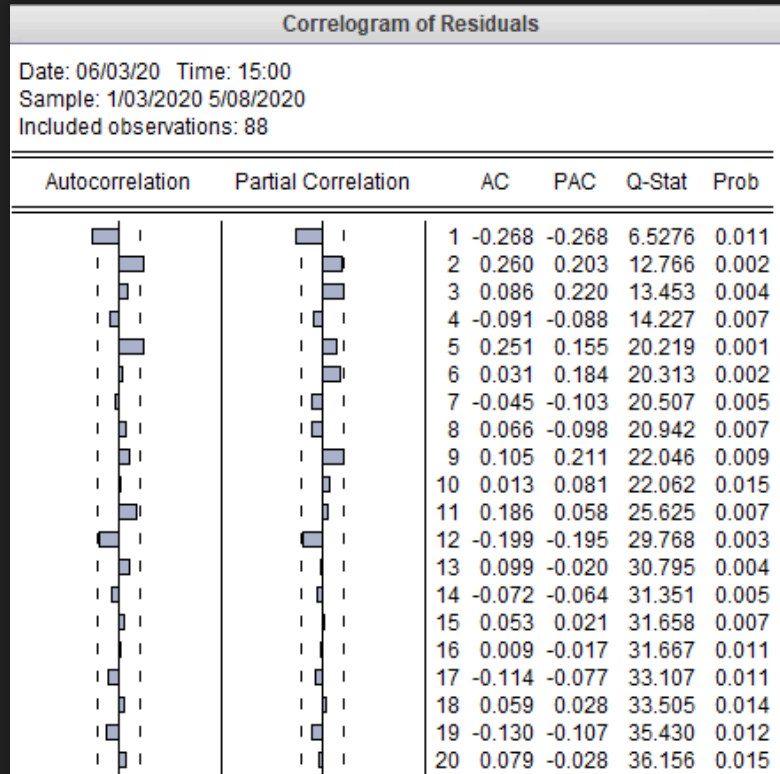 Correlogram of Residuals
Date: 06/03/20 Time: 15:00
Sample: 1/03/2020 5/08/2020
Included observations: 88
Autocorrelation Partial Correlation AC PAC Q-Stat Prob
1 -0.268 -0.268 6.5276 0.011
2 0.260 0.203 12.766 0.002
3 0.086 0.220 13.453 0.004
4 -0.091 -0.088 14.227 0.007
5 0.251 0.155 20.219 0.001
6 0.031 0.184 20.313 0.002
7 -0.045 -0.103 20.507 0.005
8 0.066 -0.098 20.942 0.007
9 0.105 0.211 22.046 0.009
10 0.013 0.081 22.062 0.015
11 0.186 0.058 25.625 0.007
12 -0.199 -0.195 29.768 0.003
13 0.099 -0.020 30.795 0.004
14 -0.072 -0.064 31.351 0.005
15 0.053 0.021 31.658 0.007
16 0.009 -0.017 31.667 0.011
17 -0.114 -0.077 33.107 0.011
18 0.059 0.028 33.505 0.014
19 -0.130 -0.107 35.430 0.012
20 0.079 -0.028 36.156 0.015